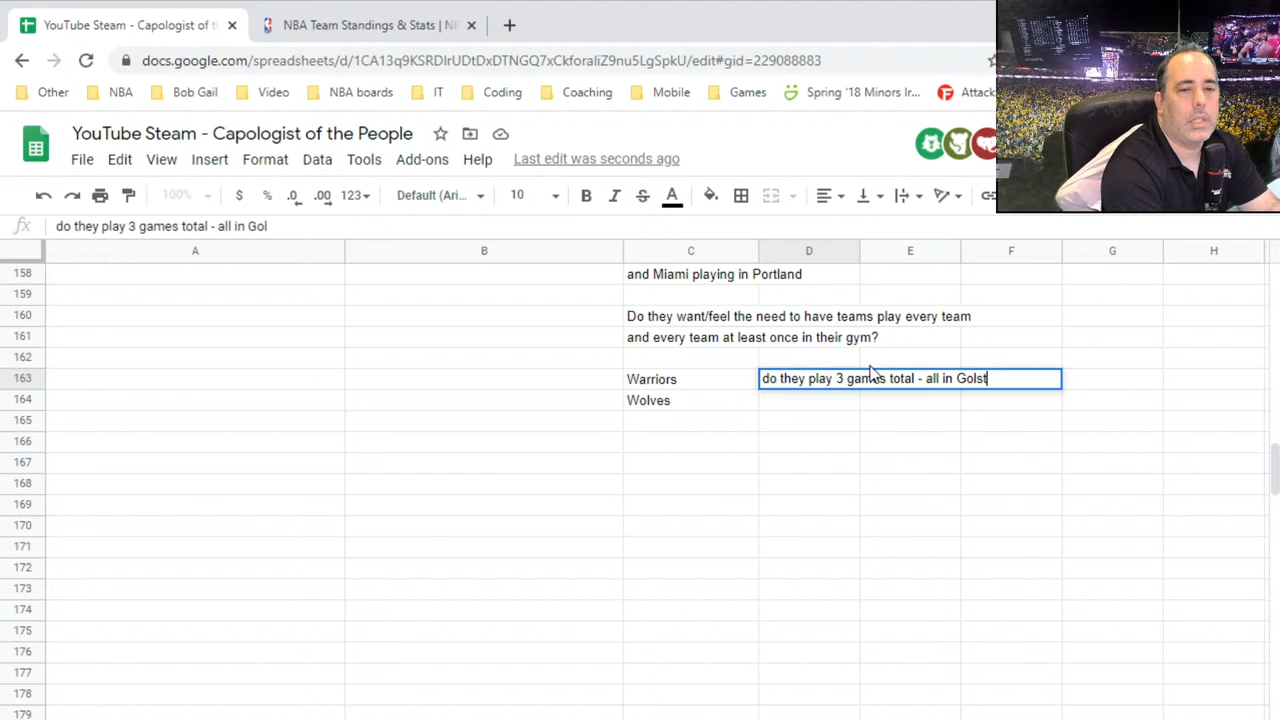 YouTube Steam - Capologist of t
NBA Team Standings & Stats | N
docs.google.com/spreadsheets/d/1CA13q9KSRDIrUDtDxDTNGQ7xCkforaliZ9nu5LgSpkU/edit#gid=229088883
Other NBA Bob Gail Video NBA boards IT Coding Coaching Mobile Games Spring '18 Minors Ir... Attack
YouTube Steam - Capologist of the People
File Edit View Insert Format Data Tools Add-ons Help Last edit was seconds ago
100% $ % .0 .00 123 Default (Ari... 10 B I S A
fx do they play 3 games total - all in Gol
A B C D E F G H
158 and Miami playing in Portland
159
160 Do they want/feel the need to have teams play every team
161 and every team at least once in their gym?
162
163 Warriors do they play 3 games total - all in Golst
164 Wolves
165
166
167
168
169
170
171
172
173
174
175
176
177
178
179